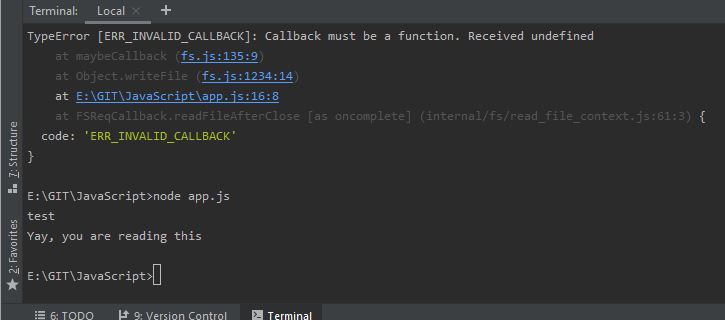 Terminal: Local × +
TypeError [ERR_INVALID_CALLBACK]: Callback must be a function. Received undefined
at maybeCallback (fs.js:135:9)
at Object.writeFile (fs.js:1234:14)
at E:\GIT\JavaScript\app.js:16:8
at FSReqCallback.readFileAfterClose [as oncomplete] (internal/fs/read_file_context.js:61:3) {
code: 'ERR_INVALID_CALLBACK'
}
E:\GIT\JavaScript>node app.js
test
Yay, you are reading this
E:\GIT\JavaScript>
7: Structure
2: Favorites
6: TODO 9: Version Control Terminal